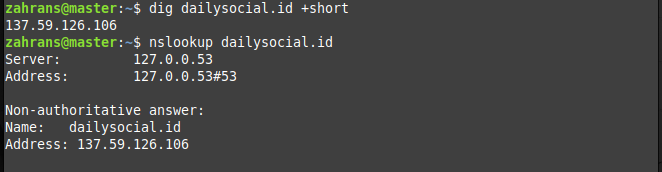 zahrans@master:~$ dig dailysocial.id +short
137.59.126.106
zahrans@master:~$ nslookup dailysocial.id
Server:         127.0.0.53
Address:        127.0.0.53#53

Non-authoritative answer:
Name:   dailysocial.id
Address: 137.59.126.106